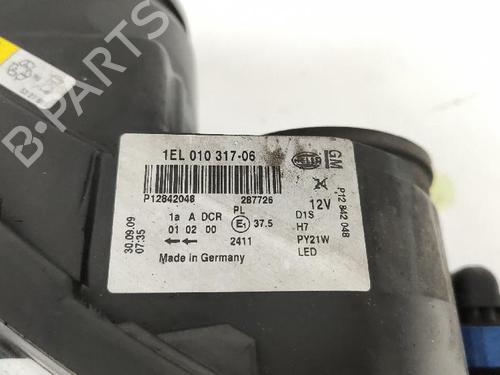 B-PARTS
1EL 010 317-06
HELLA
GM
P12842048 287726
24
12V
P12 842 048
1a A DCR PL
01 02 00 E1 37.5
2411
D1S
H7
PY21W
LED
30.09.09
07:35
Made in Germany